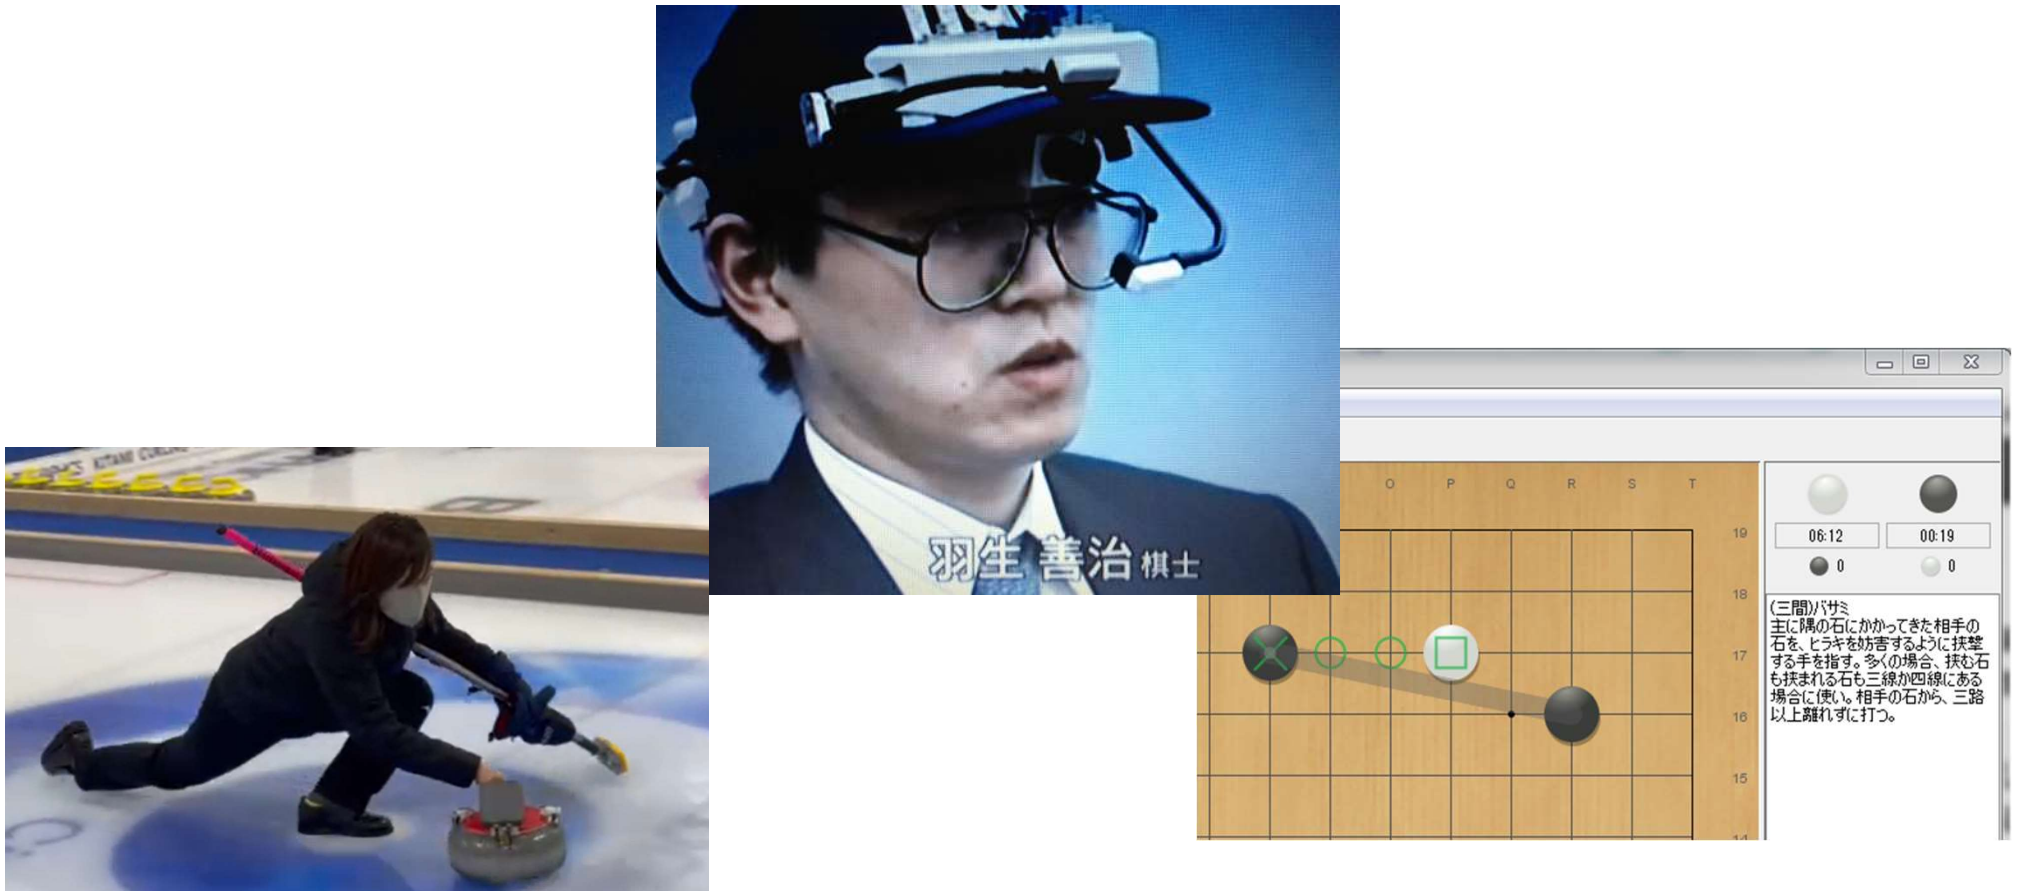 羽生 善治 棋士
KITAMI CURLING
B
O P Q R S T
19
18
17
16
15
14
06:12 00:19
0 0
(三間)バサミ
主に隅の石にかかってきた相手の
石を、ヒラキを妨害するように挟撃
する手を指す。多くの場合、挟む石
も挟まれる石も三線か四線にある
場合に使い。相手の石から、三路
以上離れずに打つ。